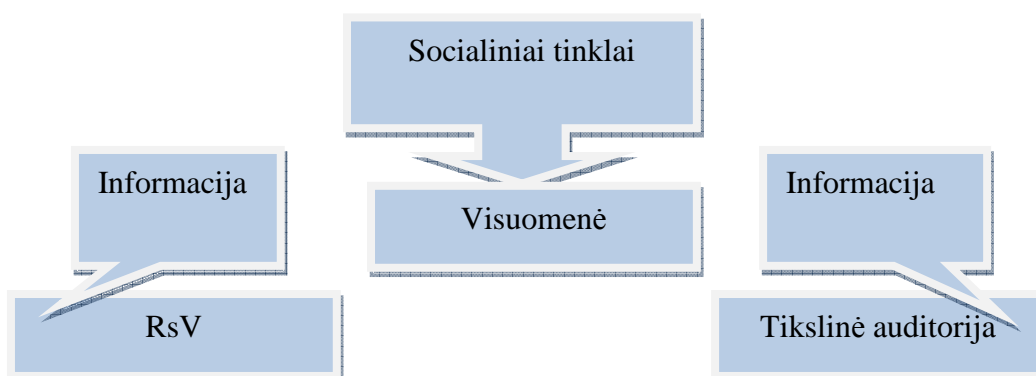 Socialiniai tinklai
Informacija
Visuomenė
Informacija
RsV
Tikslinė auditorija